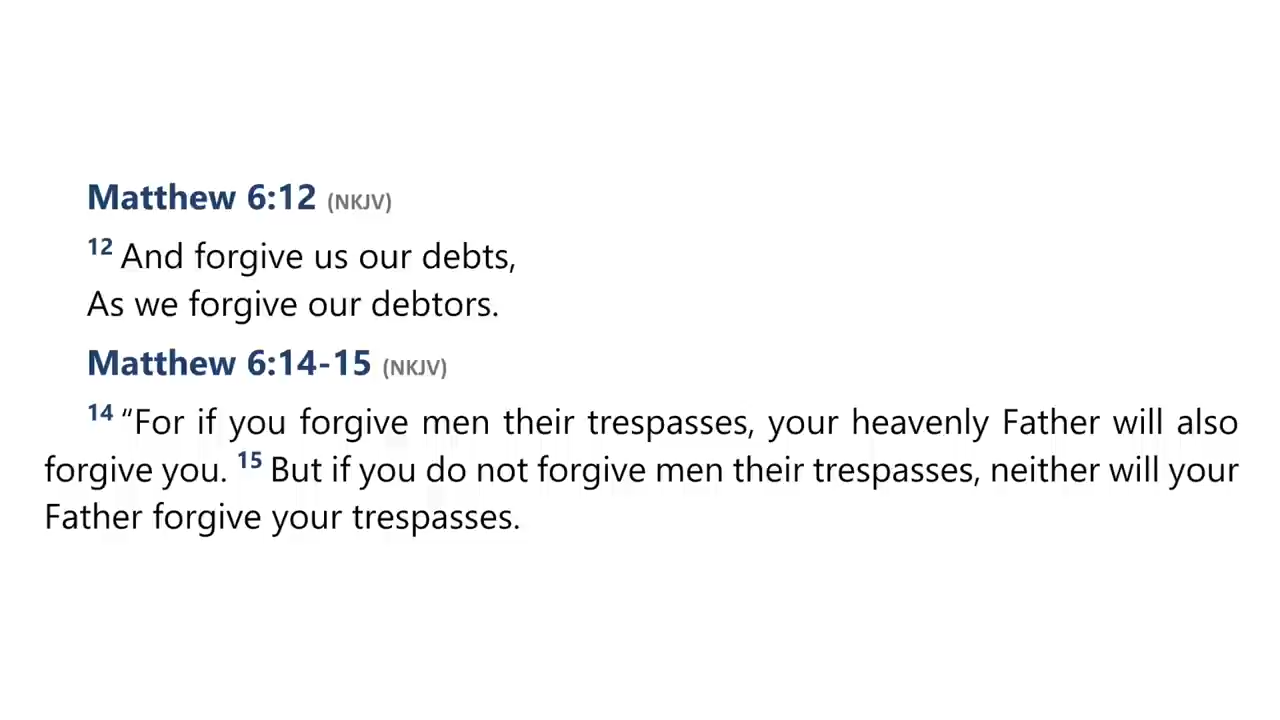 Matthew 6:12 (NKJV)
12 And forgive us our debts,
As we forgive our debtors.
Matthew 6:14-15 (NKJV)
14 “For if you forgive men their trespasses, your heavenly Father will also
forgive you. 15 But if you do not forgive men their trespasses, neither will your
Father forgive your trespasses.